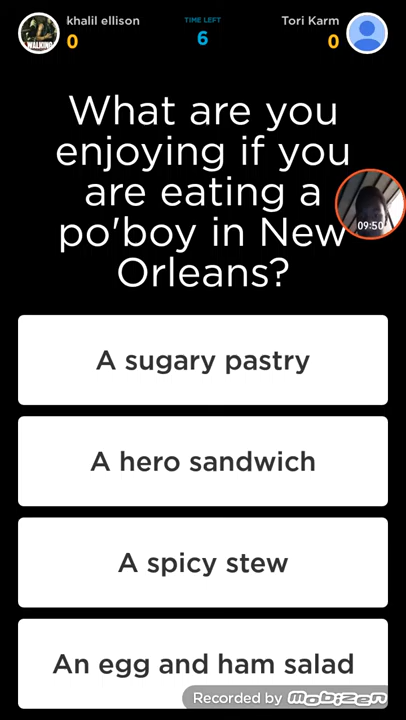 khalil ellison
0
TIME LEFT
6
Tori Karm
0
What are you
enjoying if you
are eating a
po'boy in New
Orleans?
09:50
A sugary pastry
A hero sandwich
A spicy stew
An egg and ham salad
Recorded by MOBIZEN
WALKING